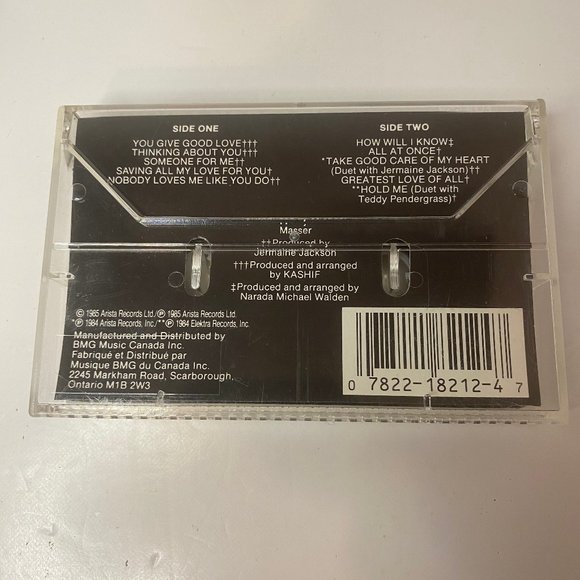 SIDE ONE
YOU GIVE GOOD LOVE†††
THINKING ABOUT YOU†††
SOMEONE FOR ME††
SAVING ALL MY LOVE FOR YOU†
NOBODY LOVES ME LIKE YOU DO††
SIDE TWO
HOW WILL I KNOW‡
ALL AT ONCE†
*TAKE GOOD CARE OF MY HEART
(Duet with Jermaine Jackson)††
GREATEST LOVE OF ALL†
**HOLD ME (Duet with
Teddy Pendergrass)†
Masser
††Produced by
Jermaine Jackson
†††Produced and arranged
by KASHIF
‡Produced and arranged by
Narada Michael Walden
© 1985 Arista Records Ltd./℗ 1985 Arista Records Ltd.
*℗ 1984 Arista Records, Inc./**℗ 1984 Elektra Records, Inc.
Manufactured and Distributed by
BMG Music Canada Inc.
Fabriqué et Distribué par
Musique BMG du Canada Inc.
2245 Markham Road, Scarborough,
Ontario M1B 2W3
0 7822-18212-4 7